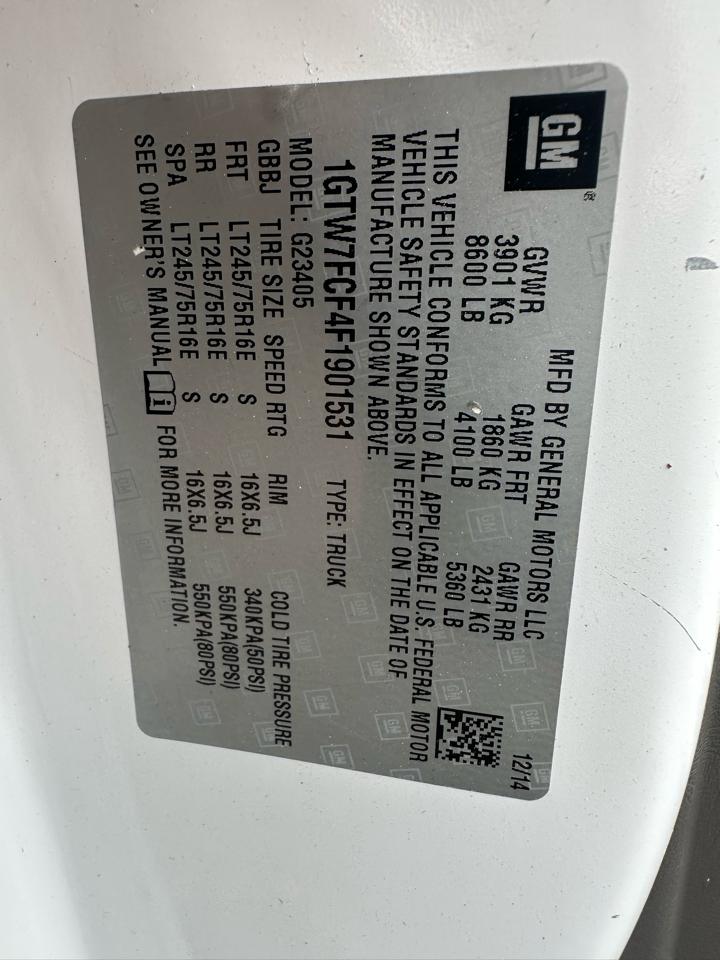 GM®
MFD BY GENERAL MOTORS LLC 12/14
GVWR GAWR FRT GAWR RR
3901 KG 1860 KG 2431 KG
8600 LB 4100 LB 5360 LB
THIS VEHICLE CONFORMS TO ALL APPLICABLE U.S. FEDERAL MOTOR
VEHICLE SAFETY STANDARDS IN EFFECT ON THE DATE OF
MANUFACTURE SHOWN ABOVE.
1GTW7FCF4F1901531 TYPE: TRUCK
MODEL: G23405
GBBJ TIRE SIZE SPEED RTG RIM COLD TIRE PRESSURE
FRT LT245/75R16E S 16X6.5J 340KPA(50PSI)
RR LT245/75R16E S 16X6.5J 550KPA(80PSI)
SPA LT245/75R16E S 16X6.5J 550KPA(80PSI)
SEE OWNER'S MANUAL i FOR MORE INFORMATION.